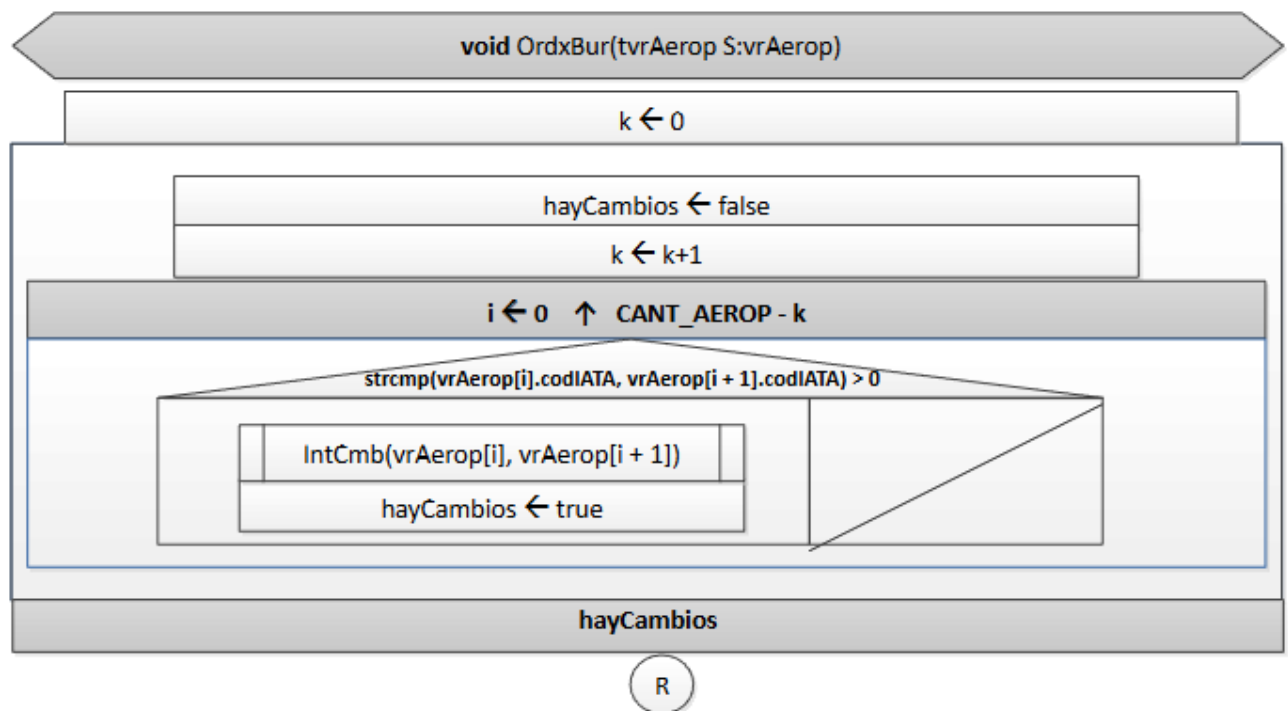 void OrdxBur(tvrAerop S:vrAerop)
k ← 0
hayCambios ← false
k ← k+1
i ← 0 ↑ CANT_AEROP - k
strcmp(vrAerop[i].codIATA, vrAerop[i + 1].codIATA) > 0
IntCmb(vrAerop[i], vrAerop[i + 1])
hayCambios ← true
hayCambios
R